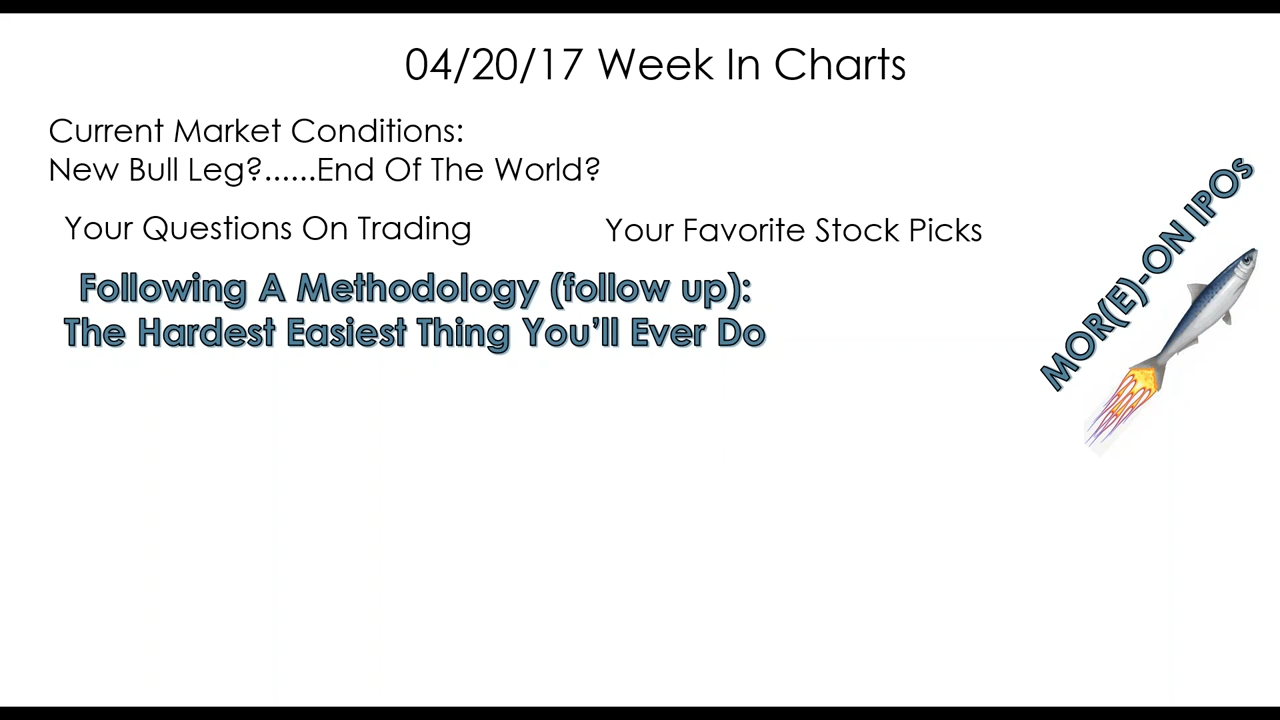 04/20/17 Week In Charts
Current Market Conditions:
New Bull Leg?......End Of The World?
Your Questions On Trading
Your Favorite Stock Picks
Following A Methodology (follow up):
The Hardest Easiest Thing You’ll Ever Do
MOR(E)-ON IPOs